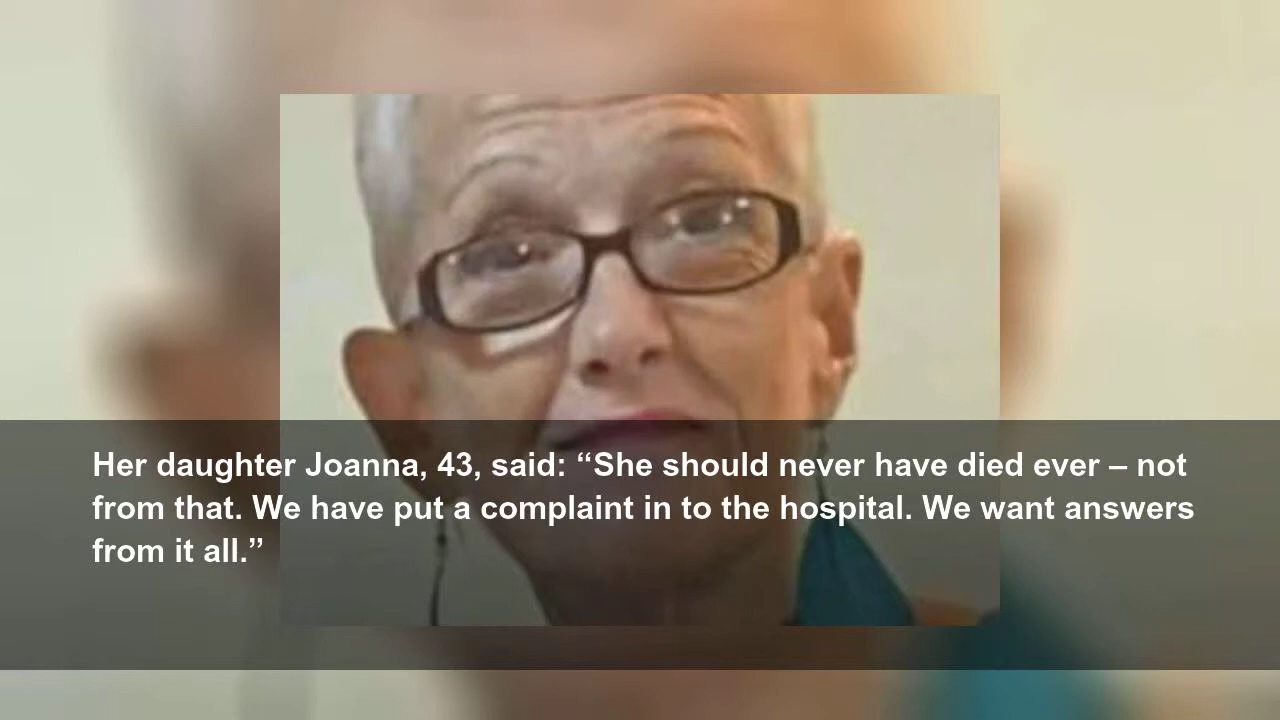 Her daughter Joanna, 43, said: “She should never have died ever – not
from that. We have put a complaint in to the hospital. We want answers
from it all.”